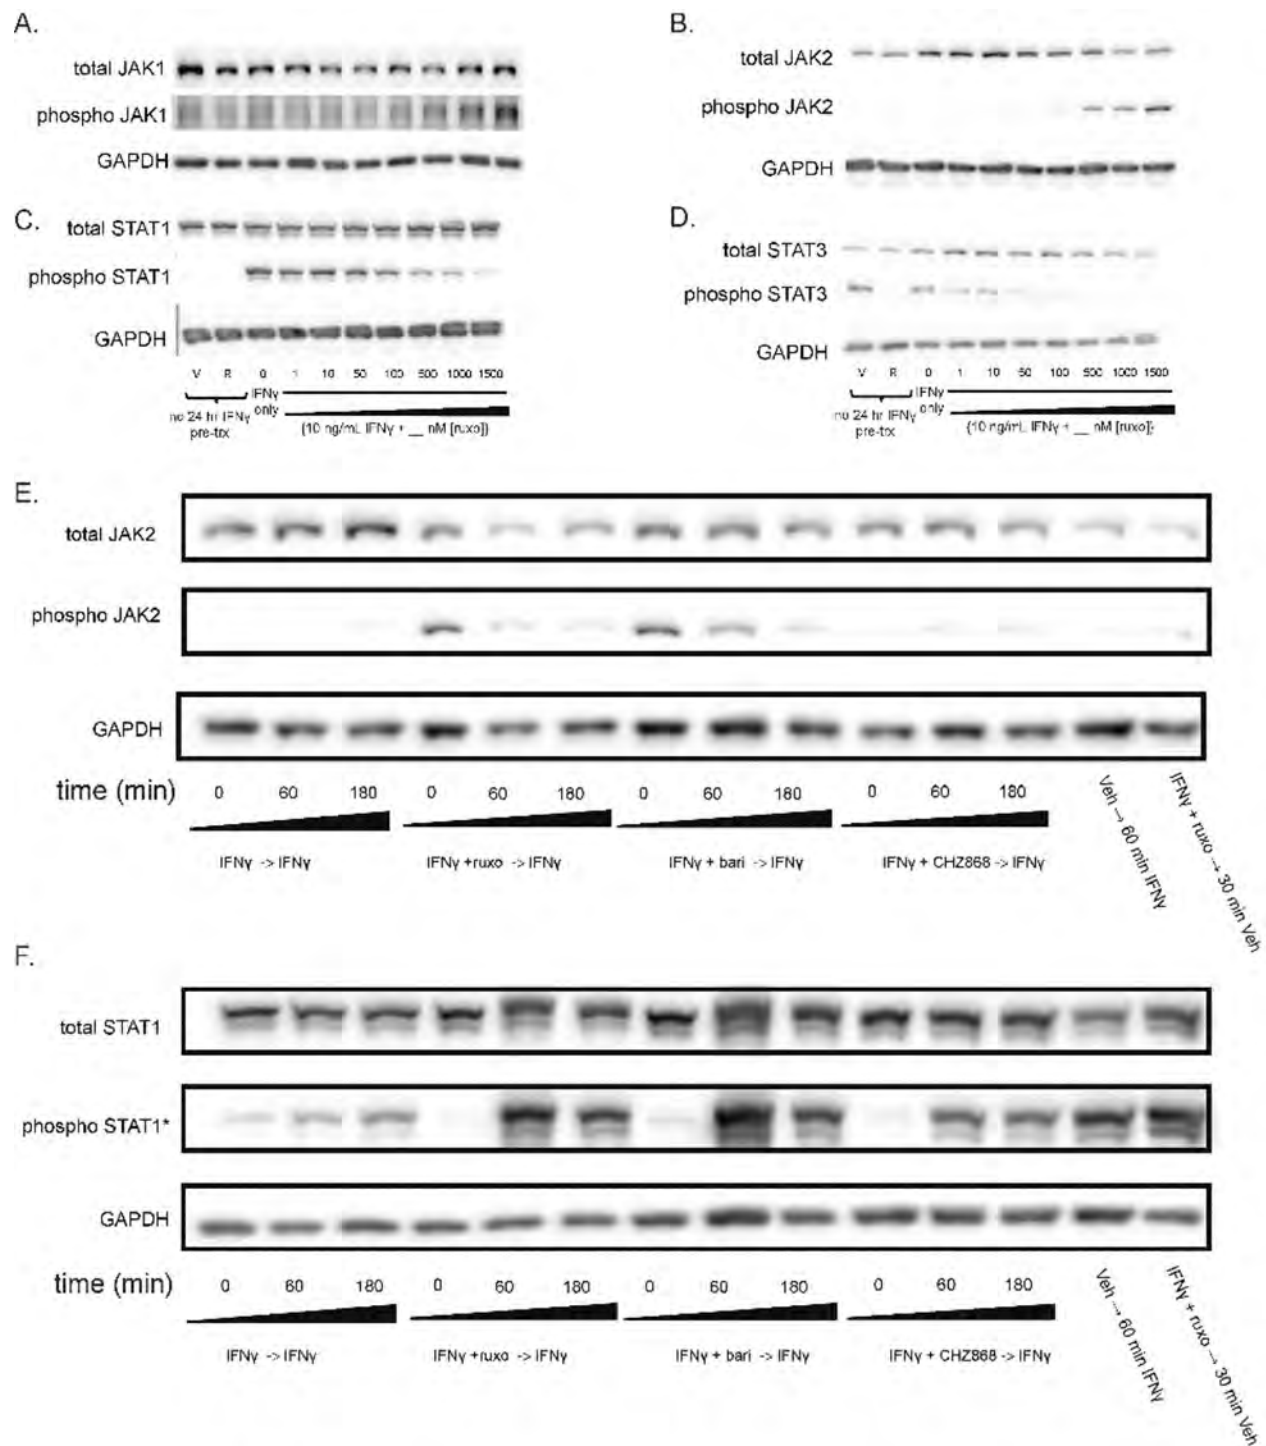 A.
total JAK1
phospho JAK1
GAPDH
B.
total JAK2
phospho JAK2
GAPDH
C.
total STAT1
phospho STAT1
GAPDH
V R 0 1 10 50 100 500 1000 1500
no 24 hr IFNγ
pre-trx
IFNγ
only
(10 ng/mL IFNγ + __ nM [ruxo])
D.
total STAT3
phospho STAT3
GAPDH
V R 0 1 10 50 100 500 1000 1500
no 24 hr IFNγ
pre-trx
IFNγ
only
(10 ng/mL IFNγ + __ nM [ruxo])
E.
total JAK2
phospho JAK2
GAPDH
time (min) 0 60 180 0 60 180 0 60 180 0 60 180
IFNγ -> IFNγ
IFNγ +ruxo -> IFNγ
IFNγ + bari -> IFNγ
IFNγ + CHZ868 -> IFNγ
Veh → 60 min IFNγ
IFNγ + ruxo → 30 min Veh
F.
total STAT1
phospho STAT1*
GAPDH
time (min) 0 60 180 0 60 180 0 60 180 0 60 180
IFNγ -> IFNγ
IFNγ +ruxo -> IFNγ
IFNγ + bari -> IFNγ
IFNγ + CHZ868 -> IFNγ
Veh → 60 min IFNγ
IFNγ + ruxo → 30 min Veh